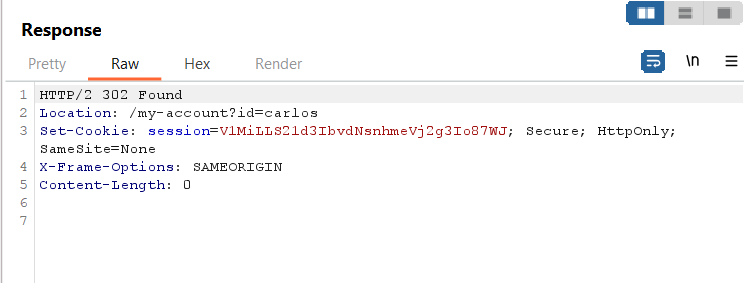 Response
Pretty Raw Hex Render \n
1 HTTP/2 302 Found
2 Location: /my-account?id=carlos
3 Set-Cookie: session=VlMiLLS2ld3IbvdNsnhmeVj2g3Io87WJ; Secure; HttpOnly;
SameSite=None
4 X-Frame-Options: SAMEORIGIN
5 Content-Length: 0
6
7